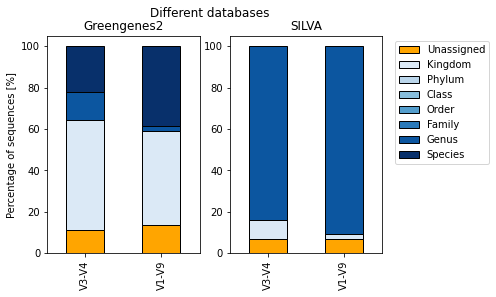 Different databases
Greengenes2
SILVA
Percentage of sequences [%]
100
80
60
40
20
0
V3-V4
V1-V9
100
80
60
40
20
0
V3-V4
V1-V9
Unassigned
Kingdom
Phylum
Class
Order
Family
Genus
Species